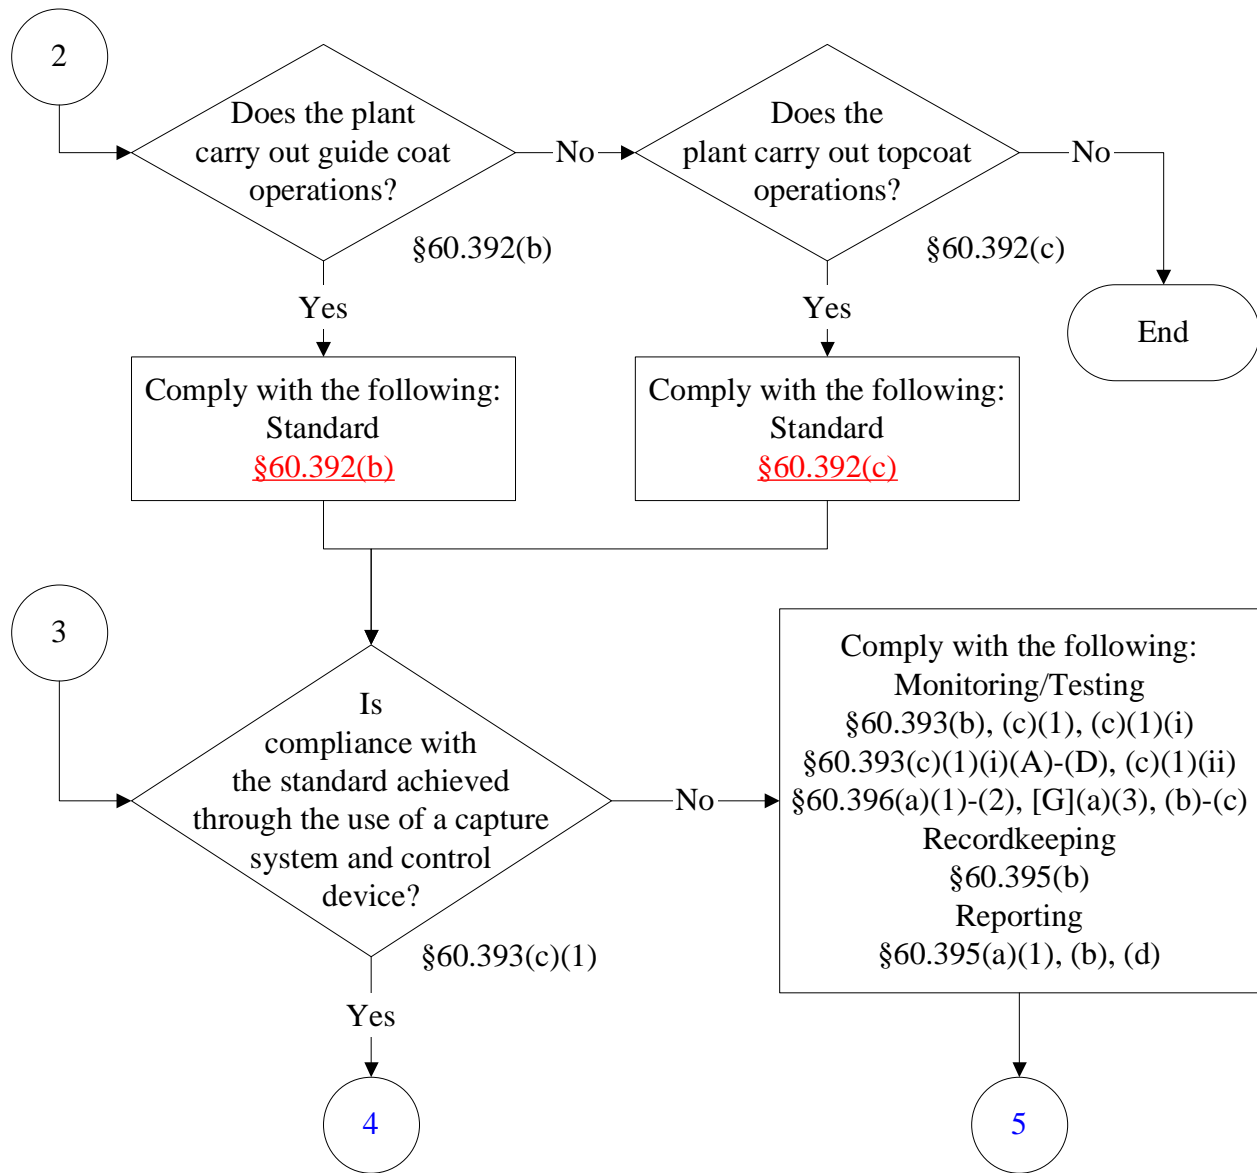 2
Does the plant
carry out guide coat
operations?
§60.392(b)
No
Does the
plant carry out topcoat
operations?
§60.392(c)
No
End
Yes
Yes
Comply with the following:
Standard
§60.392(b)
Comply with the following:
Standard
§60.392(c)
3
Is
compliance with
the standard achieved
through the use of a capture
system and control
device?
§60.393(c)(1)
No
Comply with the following:
Monitoring/Testing
§60.393(b), (c)(1), (c)(1)(i)
§60.393(c)(1)(i)(A)-(D), (c)(1)(ii)
§60.396(a)(1)-(2), [G](a)(3), (b)-(c)
Recordkeeping
§60.395(b)
Reporting
§60.395(a)(1), (b), (d)
Yes
4
5